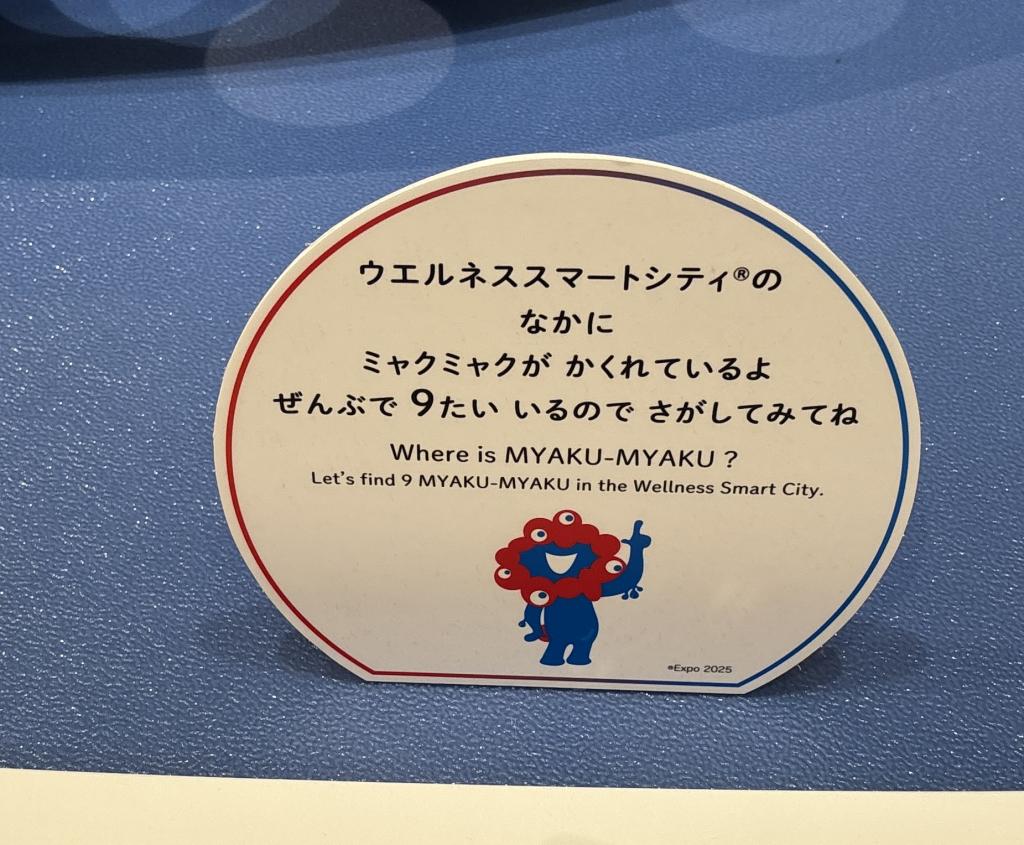 ウエルネススマートシティ®の
なかに
ミャクミャクが かくれているよ
ぜんぶで 9たい いるので さがしてみてね
Where is MYAKU-MYAKU ?
Let's find 9 MYAKU-MYAKU in the Wellness Smart City.
©Expo 2025